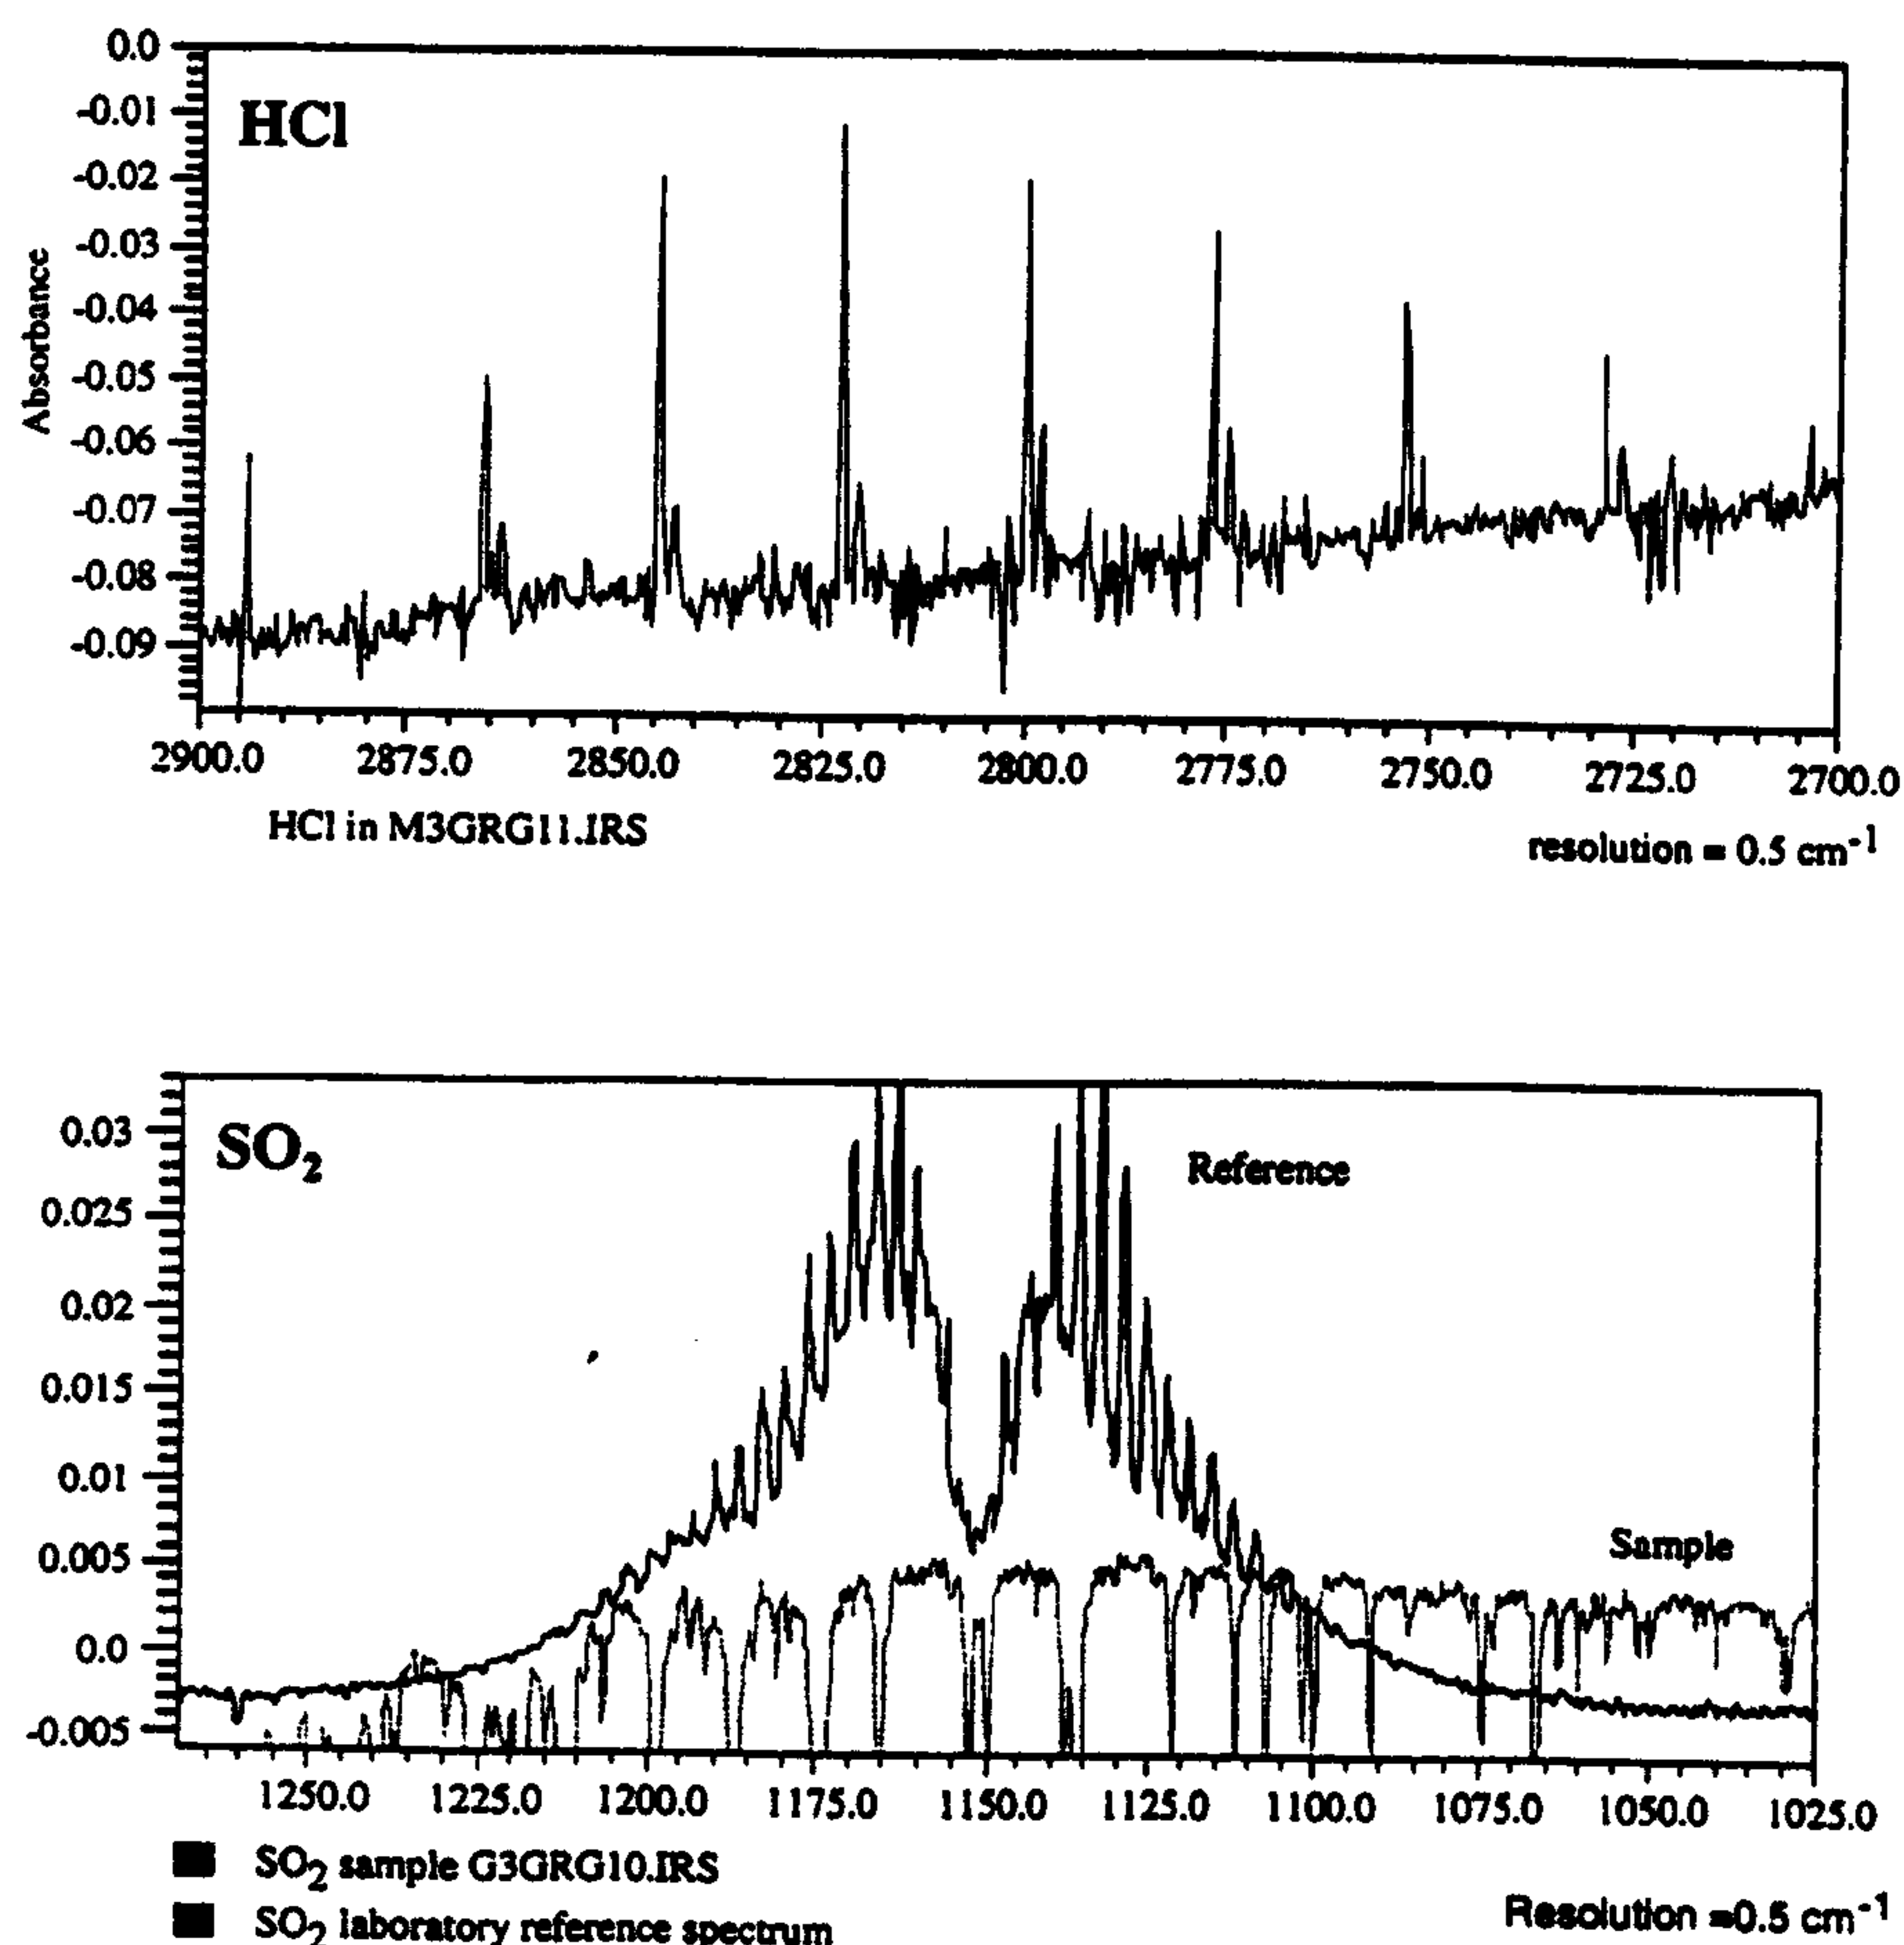 0.0
-0.01
-0.02
-0.03
-0.04
-0.05
-0.06
-0.07
-0.08
-0.09
Absorbance
HCl
2900.0 2875.0 2850.0 2825.0 2800.0 2775.0 2750.0 2725.0 2700.0
HCl in M3GRG11.IRS
resolution = 0.5 cm⁻¹
0.03
0.025
0.02
0.015
0.01
0.005
0.0
-0.005
SO₂
Reference
Sample
1250.0 1225.0 1200.0 1175.0 1150.0 1125.0 1100.0 1075.0 1050.0 1025.0
SO₂ sample G3GRG10.IRS
SO₂ laboratory reference spectrum
Resolution =0.5 cm⁻¹